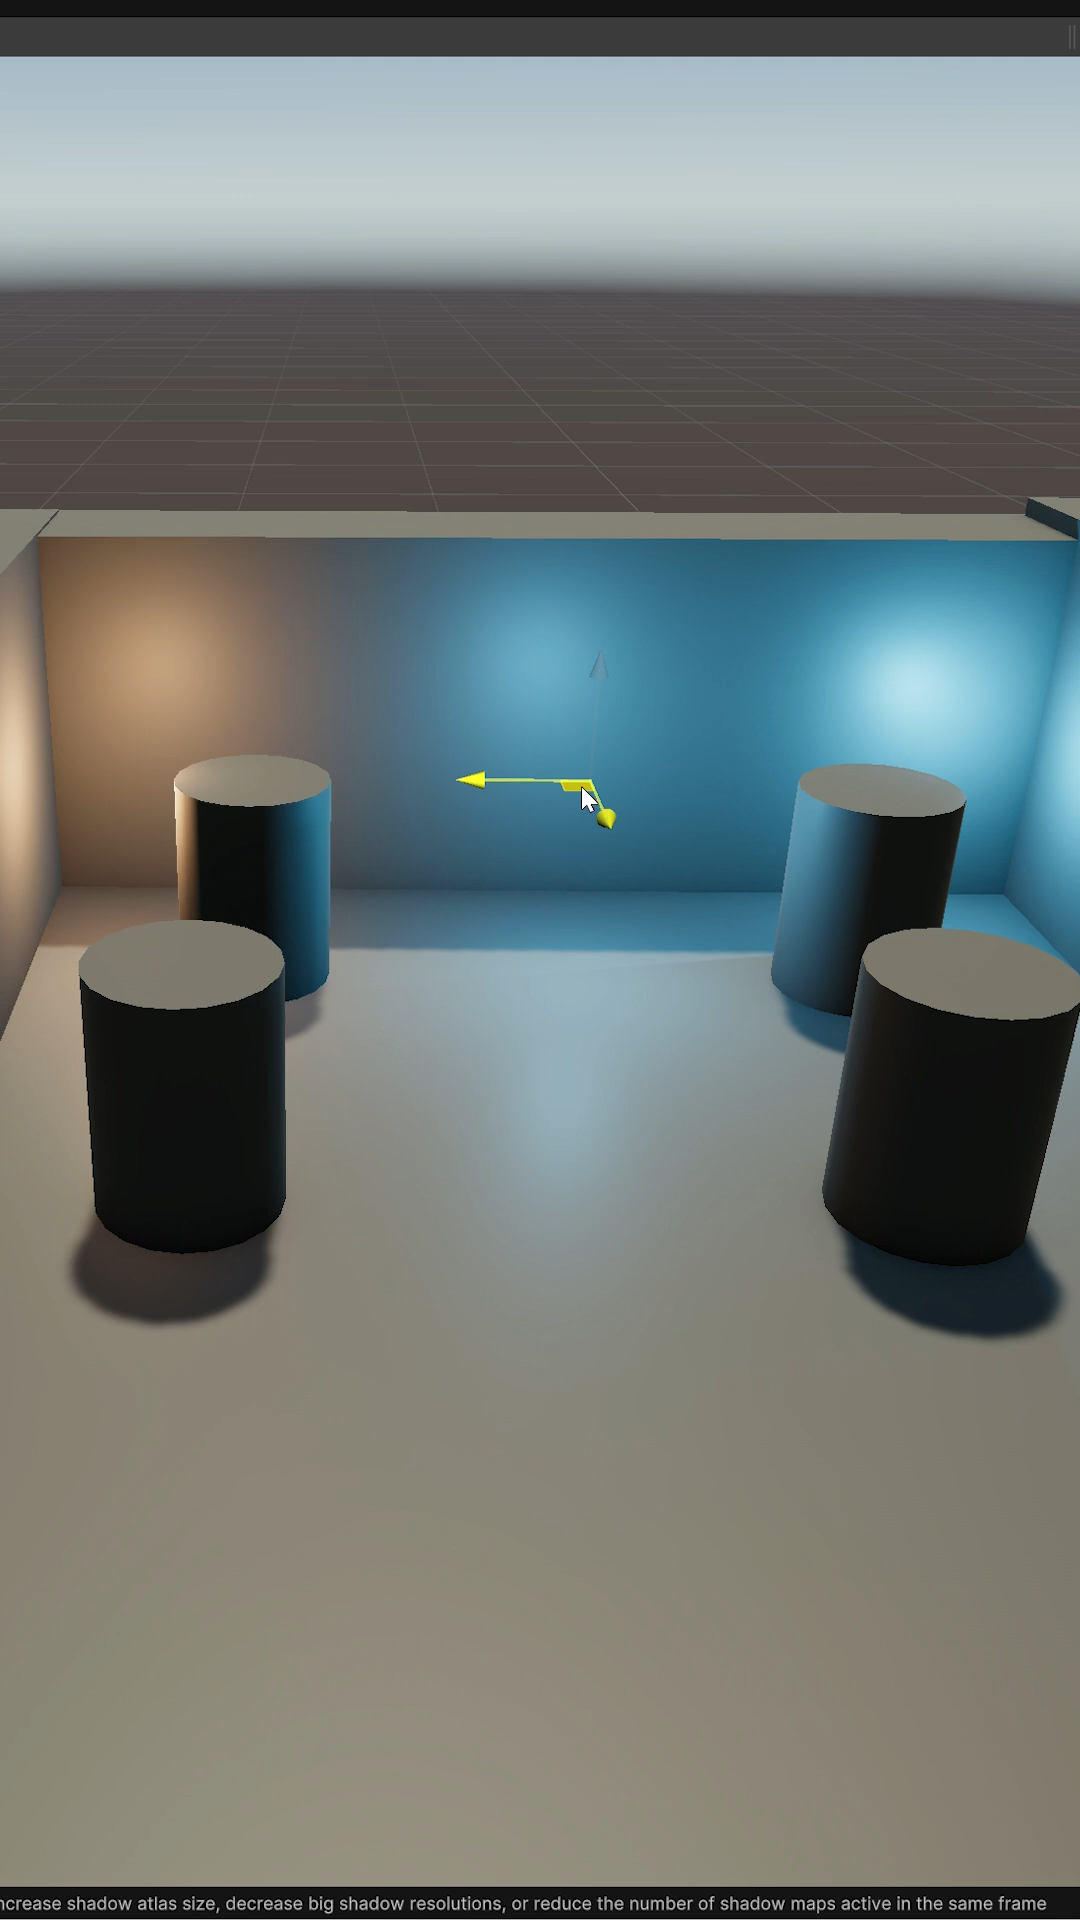 ncrease shadow atlas size, decrease big shadow resolutions, or reduce the number of shadow maps active in the same frame